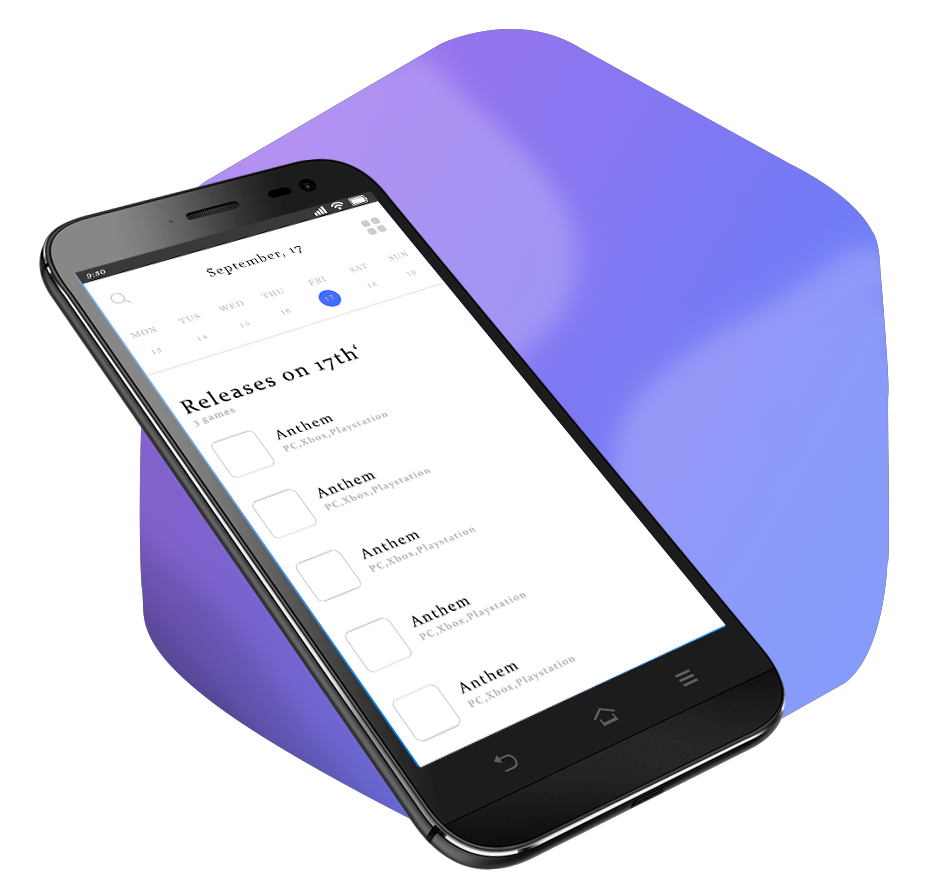 9:50
September, 17
MON TUE WED THU FRI SAT SUN
13 14 15 16 17 18 19
Releases on 17th‘
3 games
Anthem
PC,Xbox,Playstation
Anthem
PC,Xbox,Playstation
Anthem
PC,Xbox,Playstation
Anthem
PC,Xbox,Playstation
Anthem
PC,Xbox,Playstation